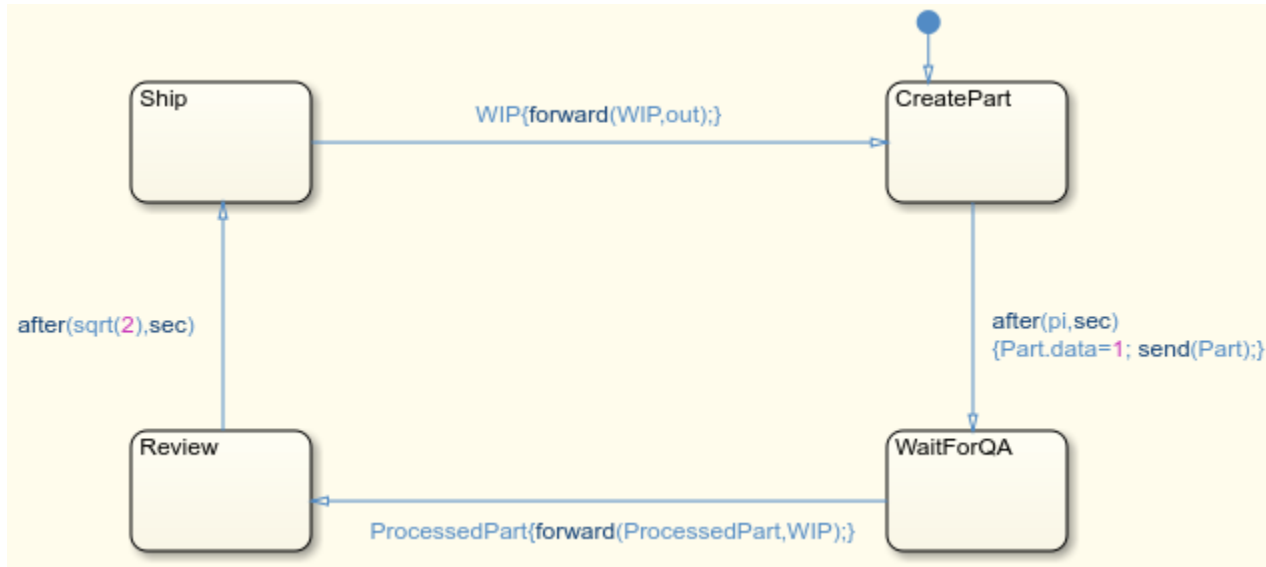 Ship
CreatePart
WIP{forward(WIP,out);}
after(sqrt(2),sec)
after(pi,sec)
{Part.data=1; send(Part);}
Review
WaitForQA
ProcessedPart{forward(ProcessedPart,WIP);}